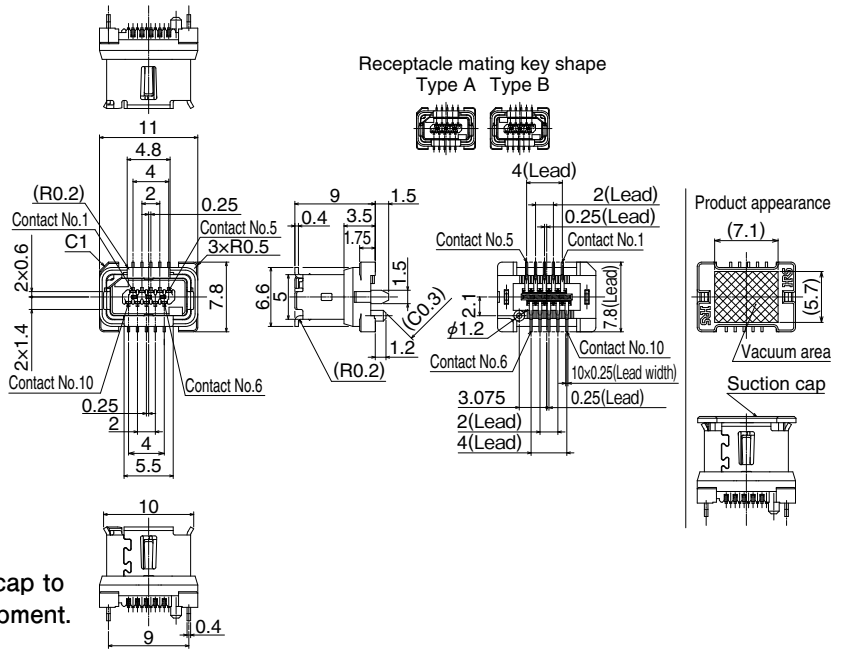 Receptacle mating key shape
Type A Type B
11
4.8
4
2
(R0.2)
0.25
Contact No.1
Contact No.5
C1
3×R0.5
2×0.6
7.8
2×1.4
Contact No.10
Contact No.6
0.25
2
4
5.5
9
1.5
0.4
3.5
1.75
6.6
5
1.5
(C0.3)
1.2
(R0.2)
4(Lead)
2(Lead)
0.25(Lead)
Contact No.5
Contact No.1
2.1
7.8(Lead)
φ1.2
Contact No.6
Contact No.10
10×0.25(Lead width)
3.075
0.25(Lead)
2(Lead)
4(Lead)
Product appearance
(7.1)
(5.7)
HRS
Vacuum area
Suction cap
10
9
0.4
cap to
pment.